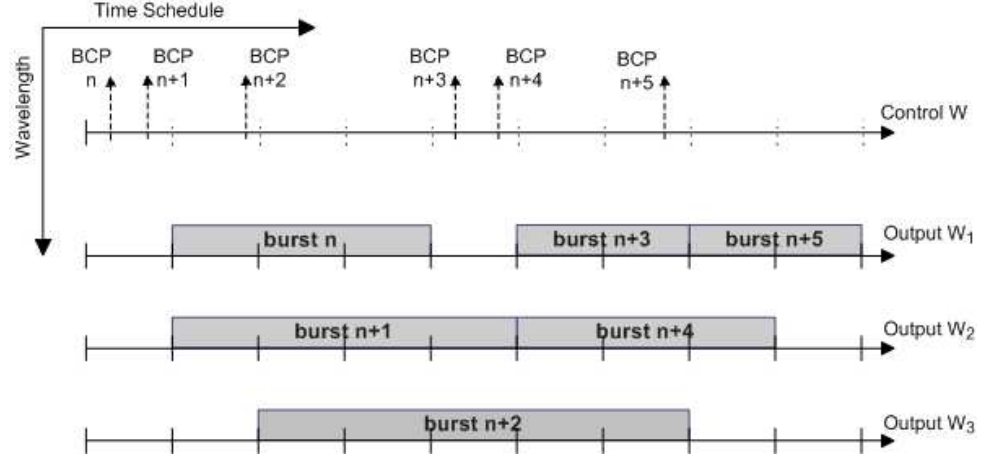 Time Schedule
Wavelength
BCP n
BCP n+1
BCP n+2
BCP n+3
BCP n+4
BCP n+5
Control W
burst n
burst n+3
burst n+5
Output W1
burst n+1
burst n+4
Output W2
burst n+2
Output W3